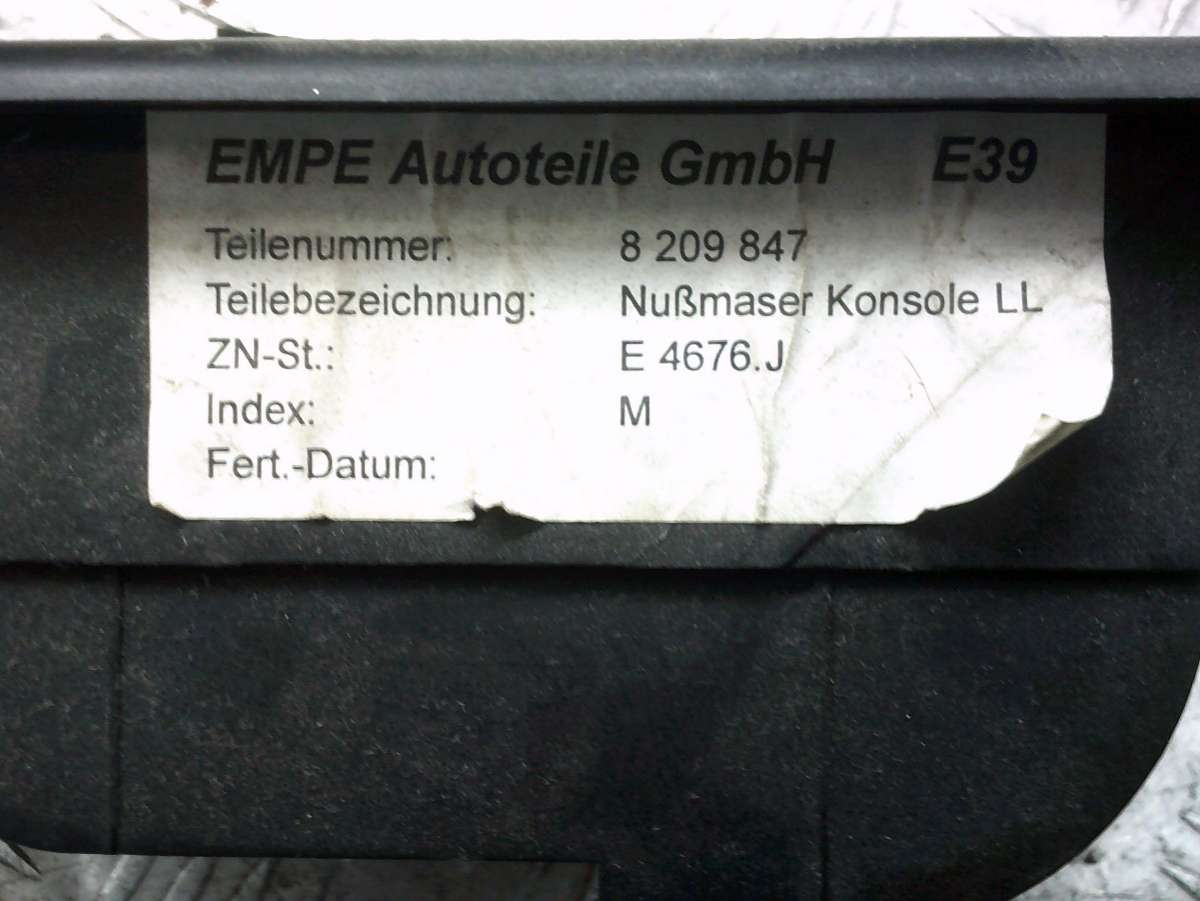 EMPE Autoteile GmbH E39
Teilenummer: 8 209 847
Teilebezeichnung: Nußmaser Konsole LL
ZN-St.: E 4676.J
Index: M
Fert.-Datum: